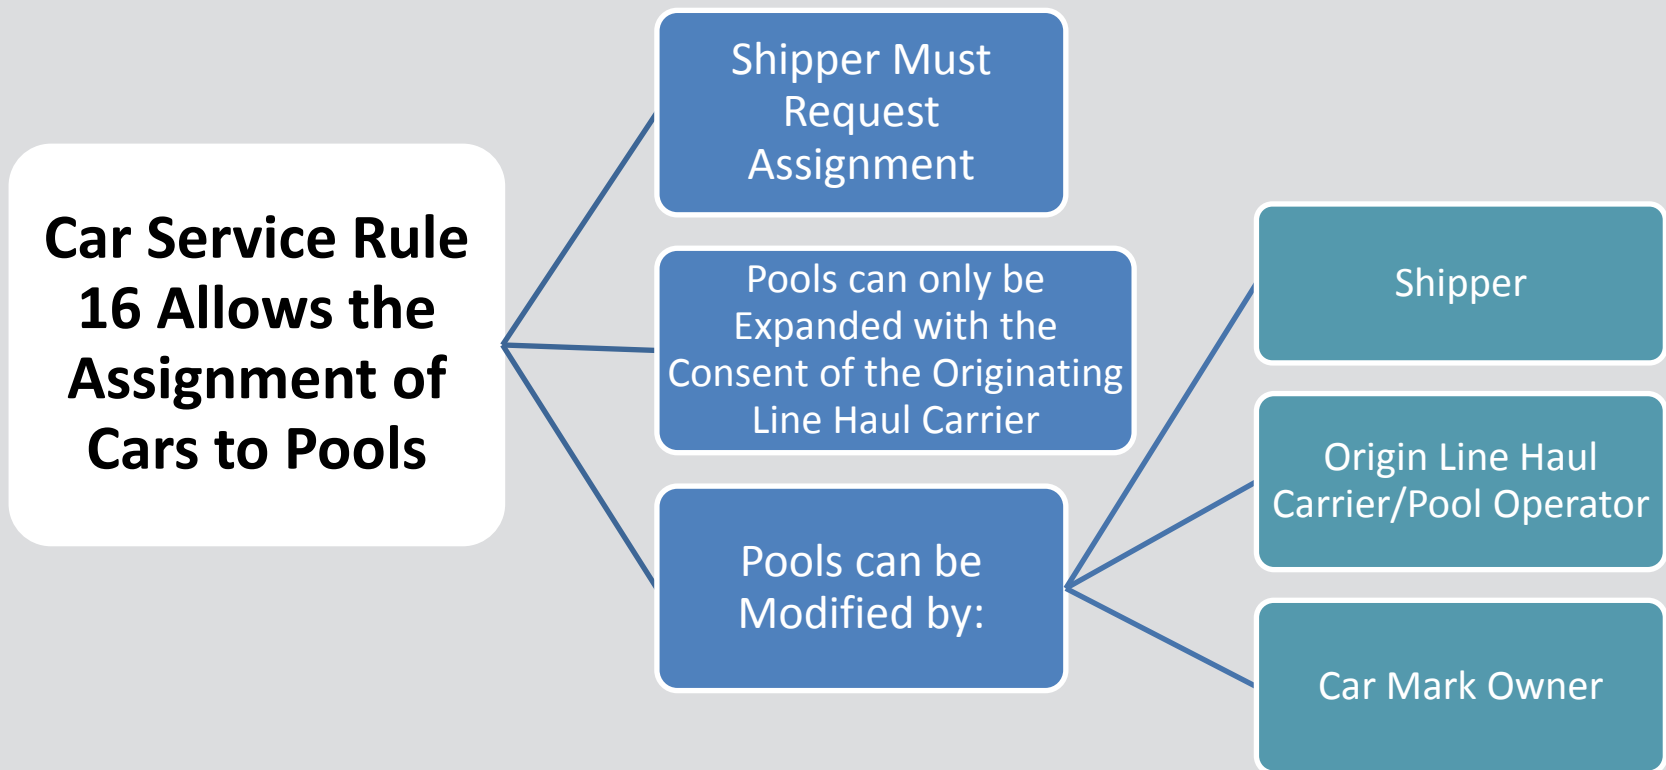 Car Service Rule
16 Allows the
Assignment of
Cars to Pools
Shipper Must
Request
Assignment
Pools can only be
Expanded with the
Consent of the Originating
Line Haul Carrier
Pools can be
Modified by:
Shipper
Origin Line Haul
Carrier/Pool Operator
Car Mark Owner